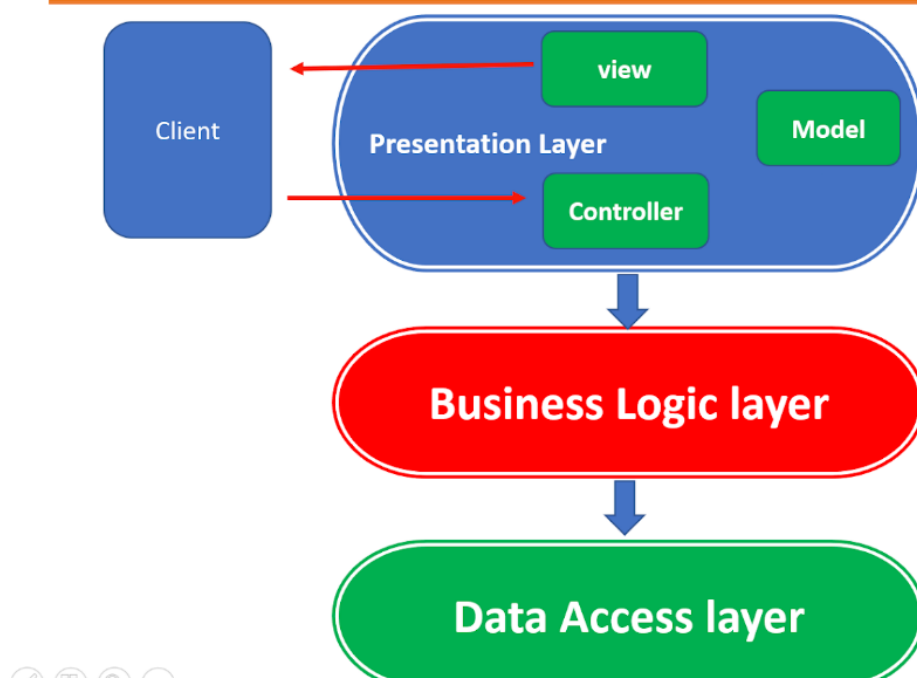 view
Client
Model
Presentation Layer
Controller
Business Logic layer
Data Access layer